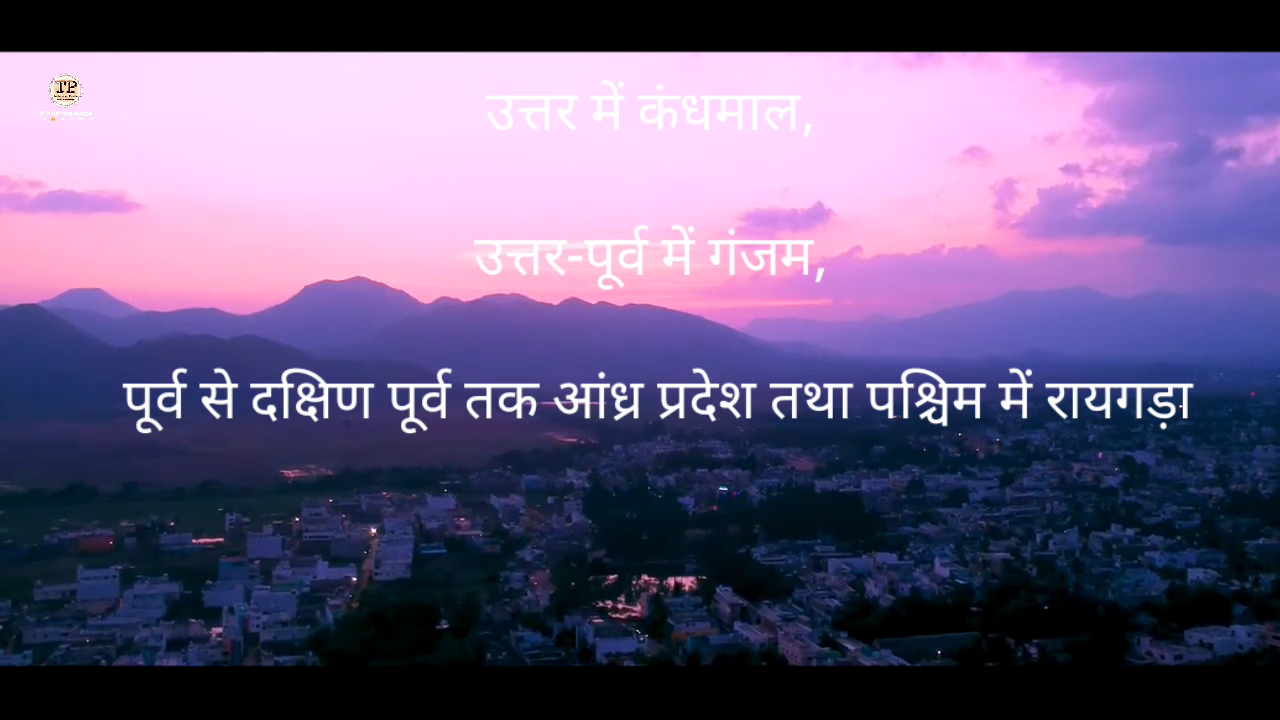 TP
उत्तर में कंधमाल,
उत्तर-पूर्व में गंजम,
पूर्व से दक्षिण पूर्व तक आंध्र प्रदेश तथा पश्चिम में रायगड़ा